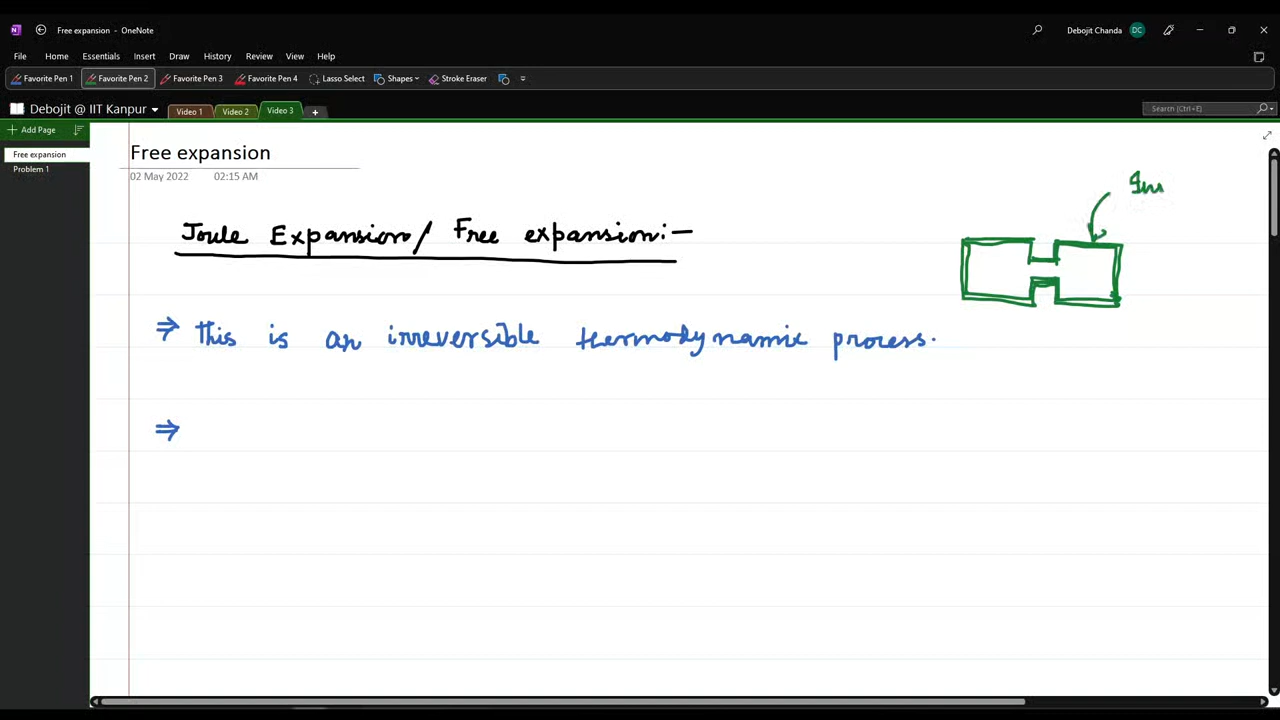 Free expansion - OneNote
Debojit Chanda DC
File Home Essentials Insert Draw History Review View Help
Favorite Pen 1 Favorite Pen 2 Favorite Pen 3 Favorite Pen 4 Lasso Select Shapes Stroke Eraser
Debojit @ IIT Kanpur Video 1 Video 2 Video 3 + Search (Ctrl+E)
+ Add Page
Free expansion
Problem 1
Free expansion
02 May 2022 02:15 AM
Joule Expansion/ Free expansion:-
Ins
⇒ This is an irreversible thermodynamic process.
⇒